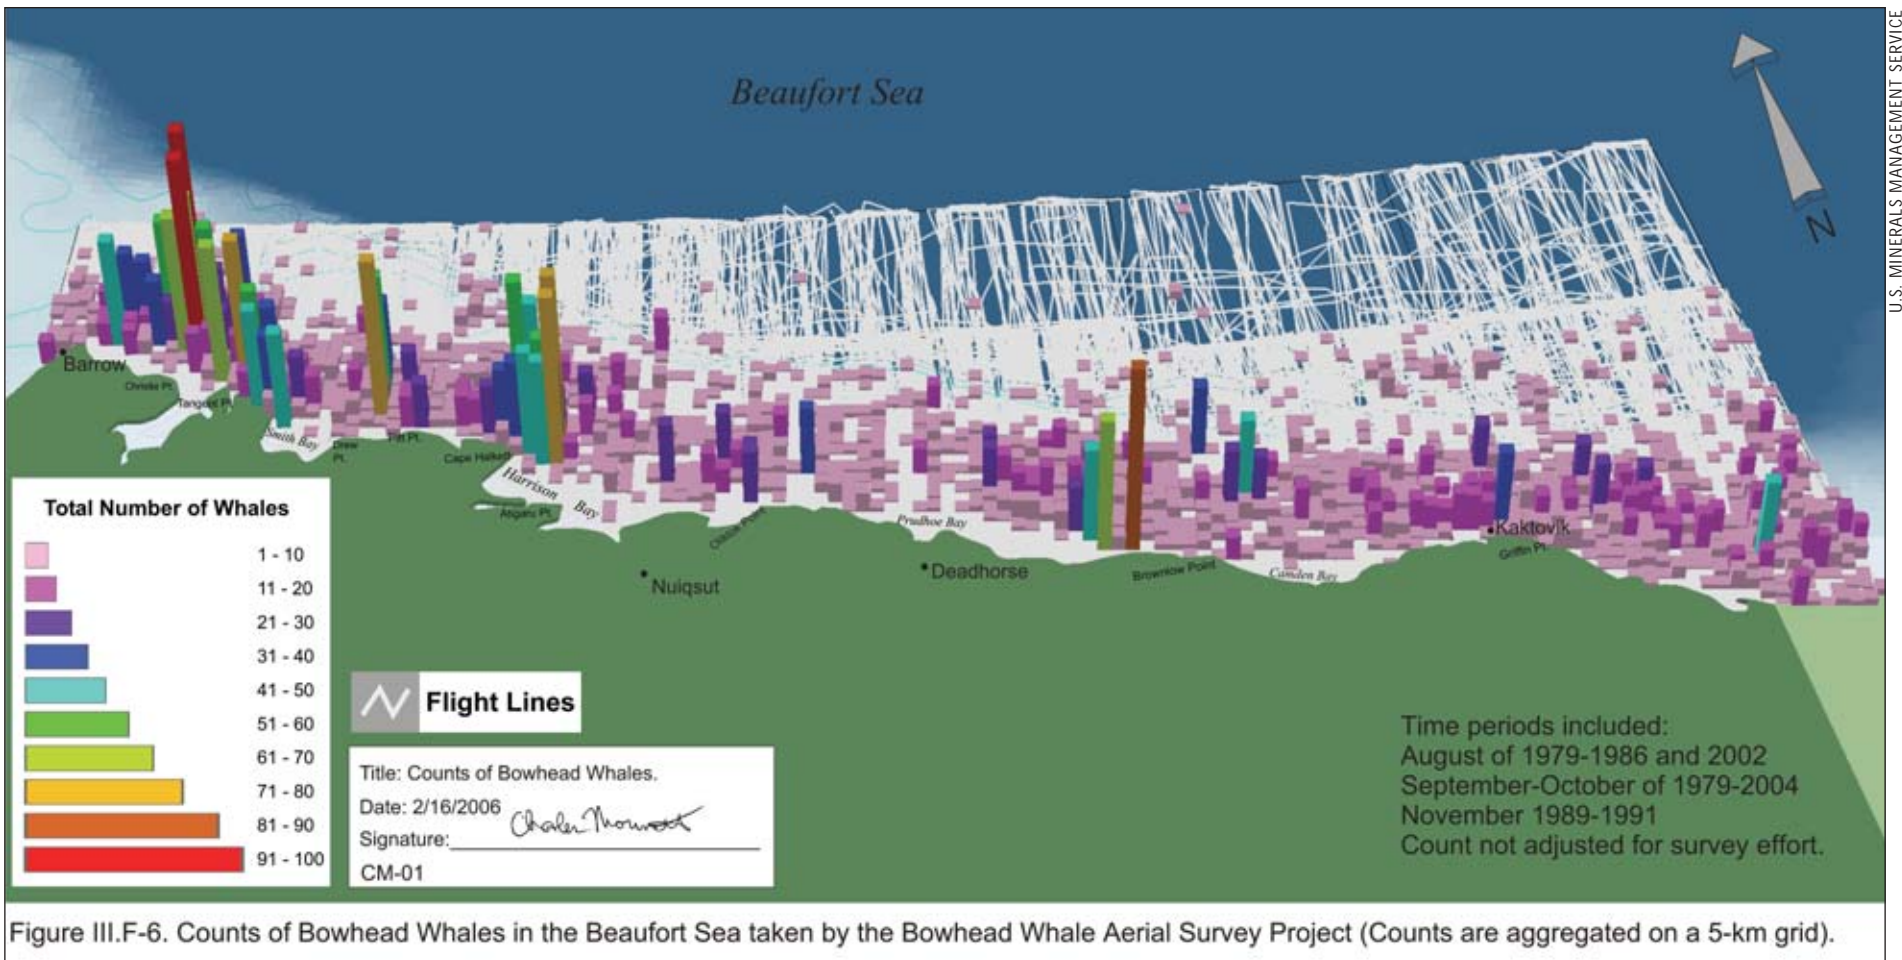 U.S. MINERALS MANAGEMENT SERVICE
Beaufort Sea
N
Barrow
Christie Pt.
Tangent Pt.
Smith Bay
Drew
Pt.
Pitt Pt.
Cape Halkett
Harrison
Bay
Atigaru Pt.
Oliktok Point
Prudhoe Bay
Nuiqsut
Deadhorse
Brownlow Point
Camden Bay
Kaktovik
Griffin Pt.
Total Number of Whales
1 - 10
11 - 20
21 - 30
31 - 40
41 - 50
51 - 60
61 - 70
71 - 80
81 - 90
91 - 100
Flight Lines
Title: Counts of Bowhead Whales.
Date: 2/16/2006
Signature:
CM-01
Time periods included:
August of 1979-1986 and 2002
September-October of 1979-2004
November 1989-1991
Count not adjusted for survey effort.
Figure III.F-6. Counts of Bowhead Whales in the Beaufort Sea taken by the Bowhead Whale Aerial Survey Project (Counts are aggregated on a 5-km grid).